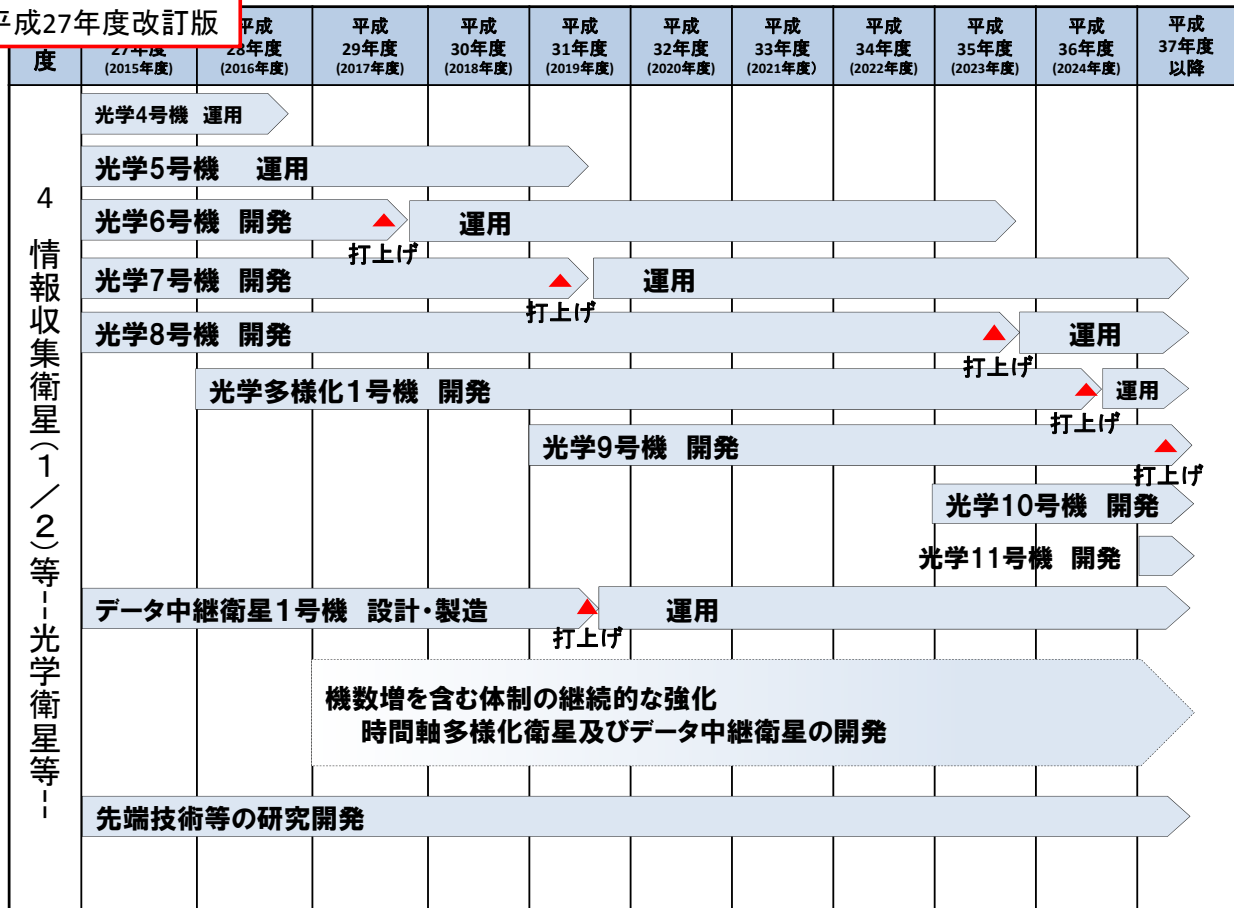 平成27年度改訂版
度
27年度
(2015年度)
平成
28年度
(2016年度)
平成
29年度
(2017年度)
平成
30年度
(2018年度)
平成
31年度
(2019年度)
平成
32年度
(2020年度)
平成
33年度
(2021年度)
平成
34年度
(2022年度)
平成
35年度
(2023年度)
平成
36年度
(2024年度)
平成
37年度
以降
4 情報収集衛星(1/2)等--光学衛星等--
光学4号機 運用
光学5号機 運用
光学6号機 開発
運用
打上げ
光学7号機 開発
運用
打上げ
光学8号機 開発
運用
打上げ
光学多様化1号機 開発
運用
打上げ
光学9号機 開発
打上げ
光学10号機 開発
光学11号機 開発
データ中継衛星1号機 設計・製造
運用
打上げ
機数増を含む体制の継続的な強化
時間軸多様化衛星及びデータ中継衛星の開発
先端技術等の研究開発